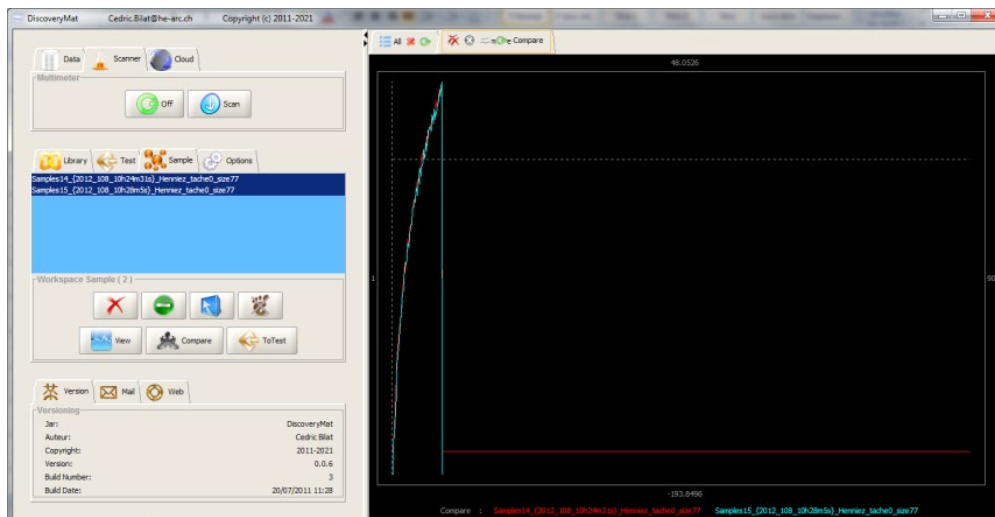 DiscoveryMat Cedric.Bilat@he-arc.ch Copyright (c) 2011-2021
Data Scanner Cloud
Multimeter
Off Scan
Library Test Sample Options
Samples14_{2012_108_10h24m31s}_Henniez_tache0_size77
Samples15_{2012_108_10h28m5s}_Henniez_tache0_size77
Workspace Sample ( 2 )
View Compare ToTest
Version Mail Web
Versioning
Jar: DiscoveryMat
Auteur: Cedric Bilat
Copyright: 2011-2021
Version: 0.0.6
Build Number: 3
Build Date: 20/07/2011 11:28
All Compare
48.0526
1
90
-193.8496
Compare : Samples14_{2012_108_10h24m31s}_Henniez_tache0_size77 Samples15_{2012_108_10h28m5s}_Henniez_tache0_size77